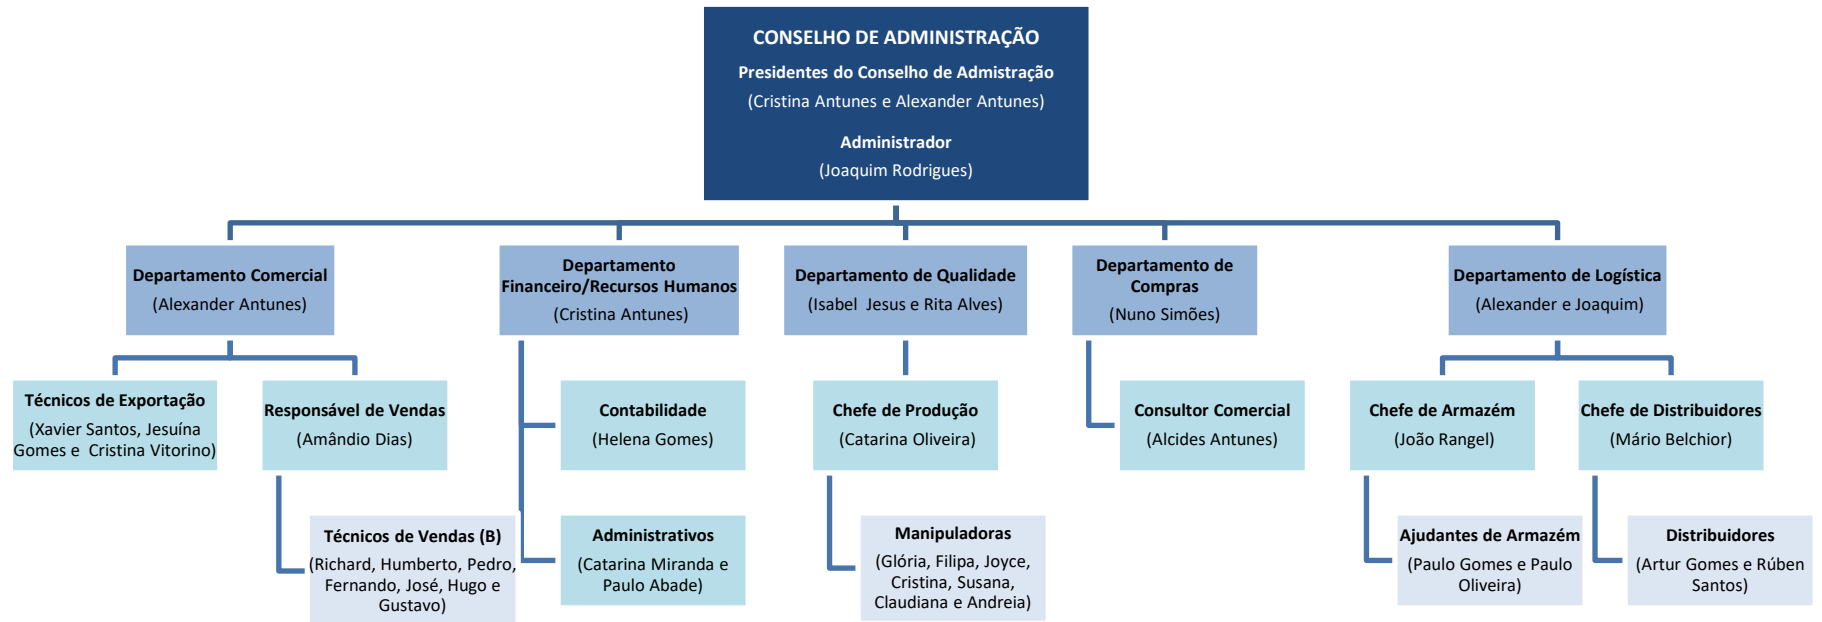 CONSELHO DE ADMINISTRAÇÃO
Presidentes do Conselho de Admistração
(Cristina Antunes e Alexander Antunes)
Administrador
(Joaquim Rodrigues)
Departamento Comercial
(Alexander Antunes)
Departamento
Financeiro/Recursos Humanos
(Cristina Antunes)
Departamento de Qualidade
(Isabel  Jesus e Rita Alves)
Departamento de
Compras
(Nuno Simões)
Departamento de Logística
(Alexander e Joaquim)
Técnicos de Exportação
(Xavier Santos, Jesuína
Gomes e  Cristina Vitorino)
Responsável de Vendas
(Amândio Dias)
Contabilidade
(Helena Gomes)
Chefe de Produção
(Catarina Oliveira)
Consultor Comercial
(Alcides Antunes)
Chefe de Armazém
(João Rangel)
Chefe de Distribuidores
(Mário Belchior)
Técnicos de Vendas (B)
(Richard, Humberto, Pedro,
Fernando, José, Hugo e
Gustavo)
Administrativos
(Catarina Miranda e
Paulo Abade)
Manipuladoras
(Glória, Filipa, Joyce,
Cristina, Susana,
Claudiana e Andreia)
Ajudantes de Armazém
(Paulo Gomes e Paulo
Oliveira)
Distribuidores
(Artur Gomes e Rúben
Santos)